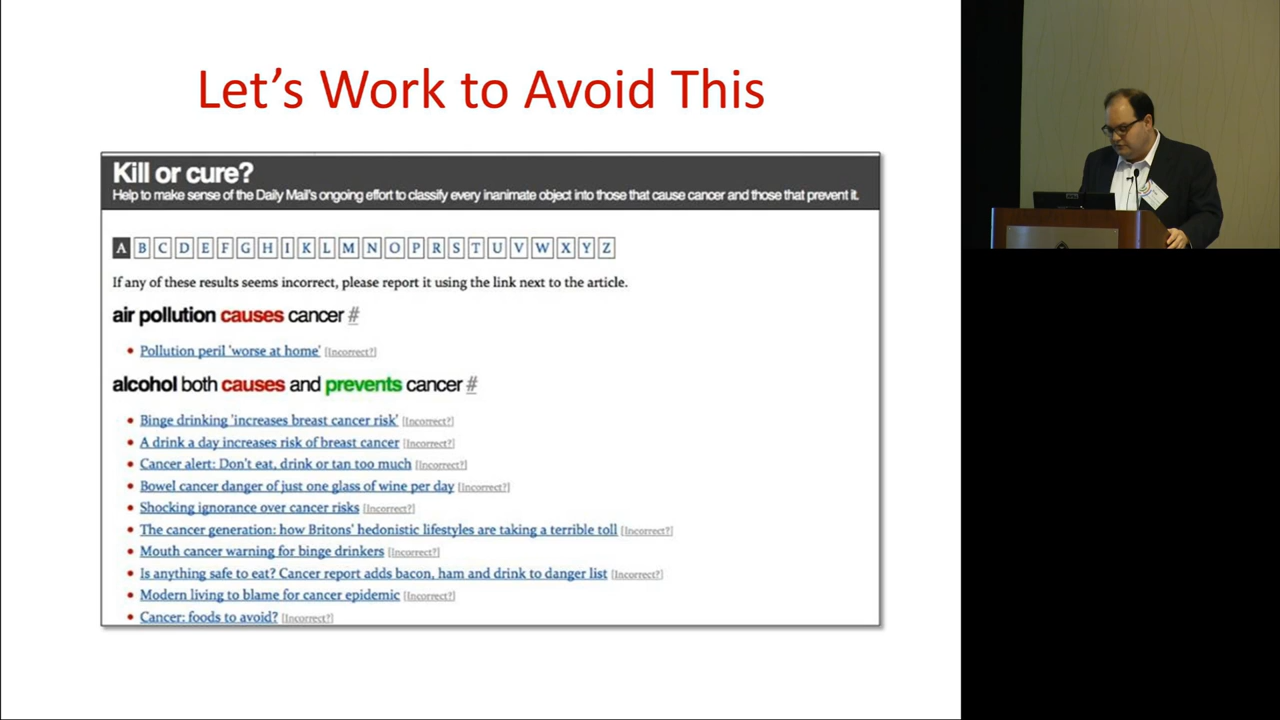 Let's Work to Avoid This
Kill or cure?
Help to make sense of the Daily Mail's ongoing effort to classify every inanimate object into those that cause cancer and those that prevent it.
A B C D E F G H I K L M N O P R S T U V W X Y Z
If any of these results seems incorrect, please report it using the link next to the article.
air pollution causes cancer #
• Pollution peril 'worse at home' [Incorrect?]
alcohol both causes and prevents cancer #
• Binge drinking 'increases breast cancer risk' [Incorrect?]
• A drink a day increases risk of breast cancer [Incorrect?]
• Cancer alert: Don't eat, drink or tan too much [Incorrect?]
• Bowel cancer danger of just one glass of wine per day [Incorrect?]
• Shocking ignorance over cancer risks [Incorrect?]
• The cancer generation: how Britons' hedonistic lifestyles are taking a terrible toll [Incorrect?]
• Mouth cancer warning for binge drinkers [Incorrect?]
• Is anything safe to eat? Cancer report adds bacon, ham and drink to danger list [Incorrect?]
• Modern living to blame for cancer epidemic [Incorrect?]
• Cancer: foods to avoid? [Incorrect?]